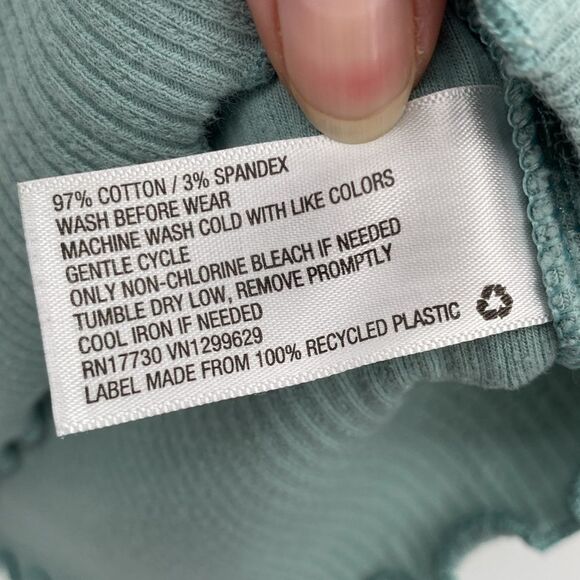 97% COTTON / 3% SPANDEX
WASH BEFORE WEAR
MACHINE WASH COLD WITH LIKE COLORS
GENTLE CYCLE
ONLY NON-CHLORINE BLEACH IF NEEDED
TUMBLE DRY LOW, REMOVE PROMPTLY
COOL IRON IF NEEDED
RN17730 VN1299629
LABEL MADE FROM 100% RECYCLED PLASTIC